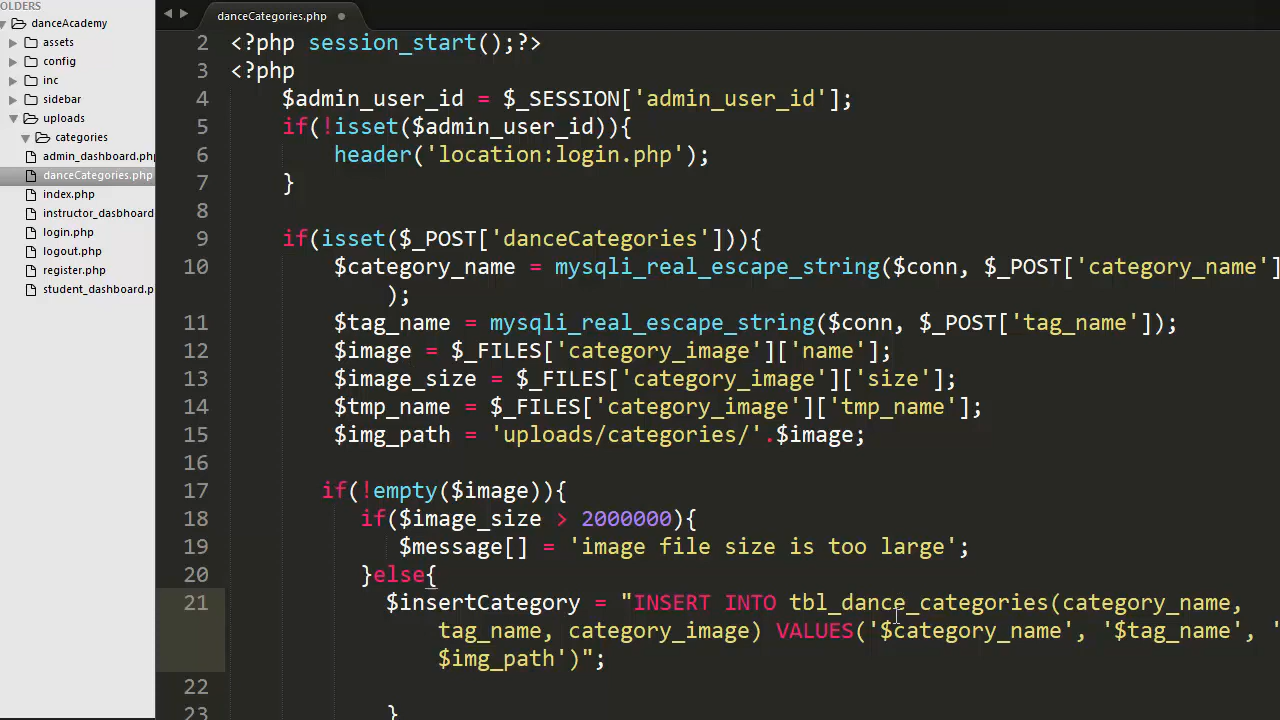 OLDERS
danceAcademy
assets
config
inc
sidebar
uploads
categories
admin_dashboard.php
danceCategories.php
index.php
instructor_dasbhoard
login.php
logout.php
register.php
student_dashboard.p
danceCategories.php
2 <?php session_start();?>
3 <?php
4 $admin_user_id = $_SESSION['admin_user_id'];
5 if(!isset($admin_user_id)){
6 header('location:login.php');
7 }
8
9 if(isset($_POST['danceCategories'])){
10 $category_name = mysqli_real_escape_string($conn, $_POST['category_name']
);
11 $tag_name = mysqli_real_escape_string($conn, $_POST['tag_name']);
12 $image = $_FILES['category_image']['name'];
13 $image_size = $_FILES['category_image']['size'];
14 $tmp_name = $_FILES['category_image']['tmp_name'];
15 $img_path = 'uploads/categories/'.$image;
16
17 if(!empty($image)){
18 if($image_size > 2000000){
19 $message[] = 'image file size is too large';
20 }else{
21 $insertCategory = "INSERT INTO tbl_dance_categories(category_name,
tag_name, category_image) VALUES('$category_name', '$tag_name', '
$img_path')";
22
23 }